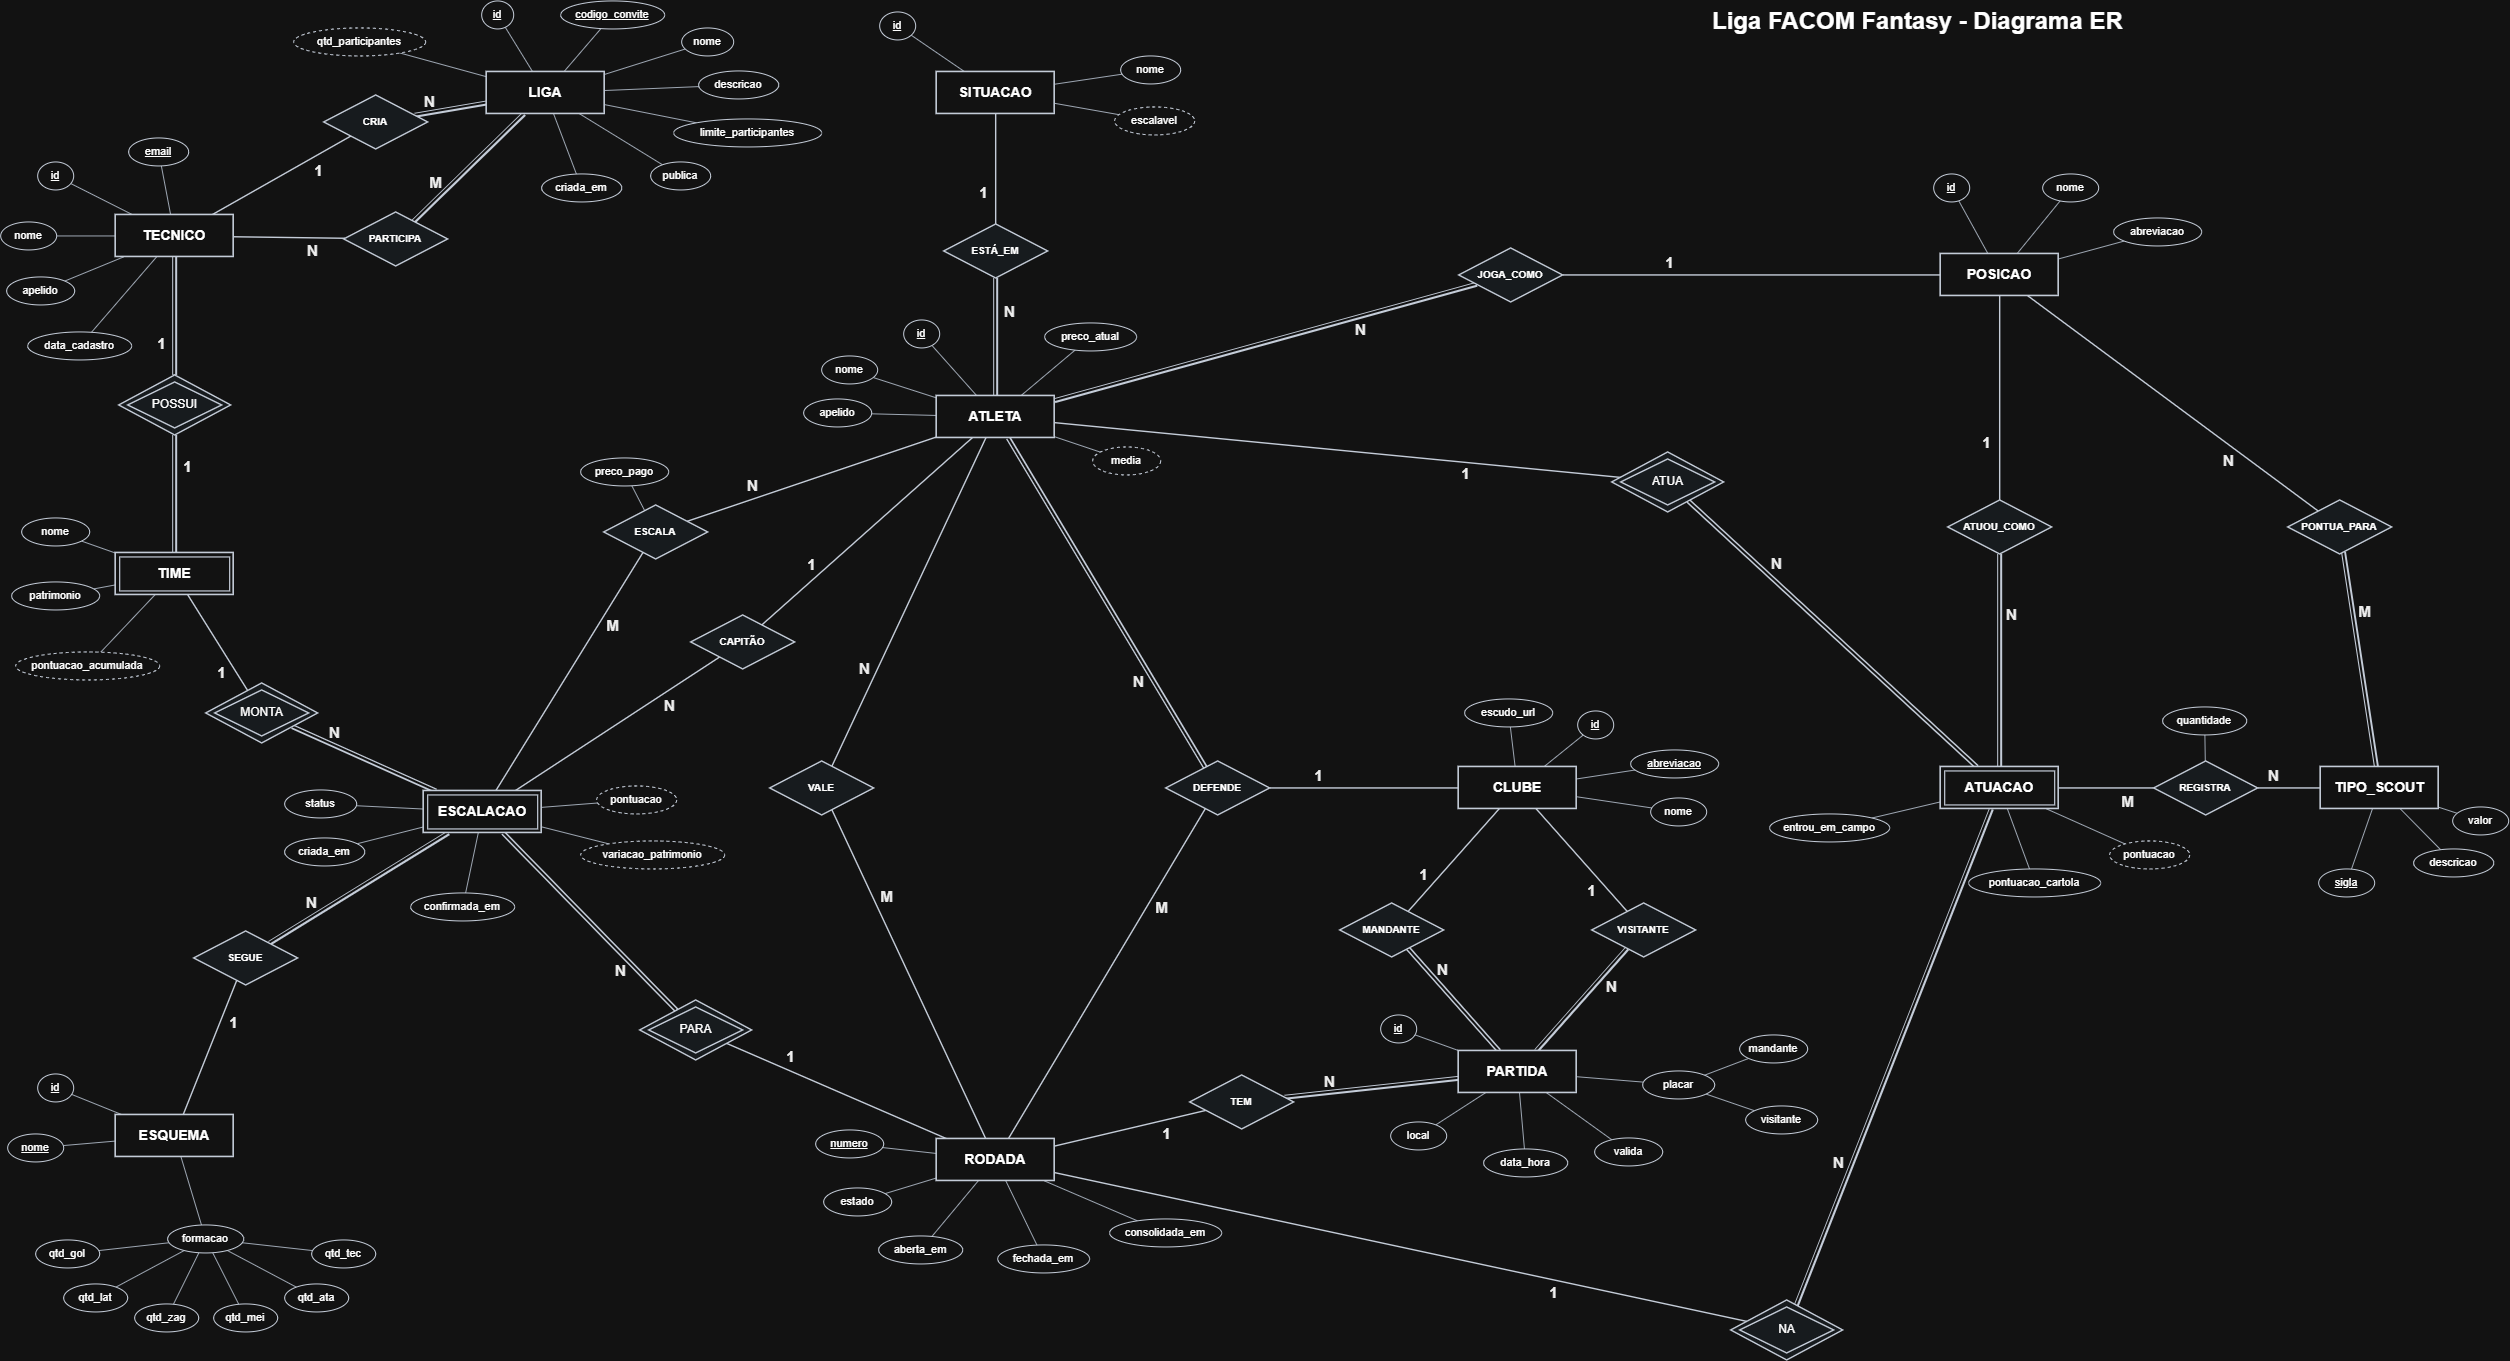 Liga FACOM Fantasy - Diagrama ER
id
codigo_convite
qtd_participantes
nome
LIGA
descricao
limite_participantes
publica
criada_em
CRIA
N
1
M
PARTICIPA
N
id
email
nome
TECNICO
apelido
data_cadastro
1
POSSUI
1
nome
TIME
patrimonio
pontuacao_acumulada
1
MONTA
N
id
nome
SITUACAO
escalavel
1
ESTÁ_EM
N
id
preco_atual
nome
apelido
ATLETA
media
JOGA_COMO
1
N
id
nome
abreviacao
POSICAO
1
N
ATUOU_COMO
N
PONTUA_PARA
M
1
ATUA
N
preco_pago
ESCALA
N
M
1
CAPITÃO
N
N
VALE
M
N
DEFENDE
1
M
escudo_url
id
abreviacao
CLUBE
nome
1
MANDANTE
N
1
VISITANTE
N
status
ESCALACAO
pontuacao
criada_em
variacao_patrimonio
confirmada_em
N
SEGUE
1
N
PARA
1
id
nome
ESQUEMA
formacao
qtd_gol
qtd_lat
qtd_zag
qtd_mei
qtd_ata
qtd_tec
numero
RODADA
estado
aberta_em
fechada_em
consolidada_em
1
TEM
N
id
PARTIDA
placar
mandante
visitante
local
data_hora
valida
ATUACAO
entrou_em_campo
pontuacao_cartola
pontuacao
M
quantidade
REGISTRA
N
TIPO_SCOUT
valor
descricao
sigla
N
1
NA